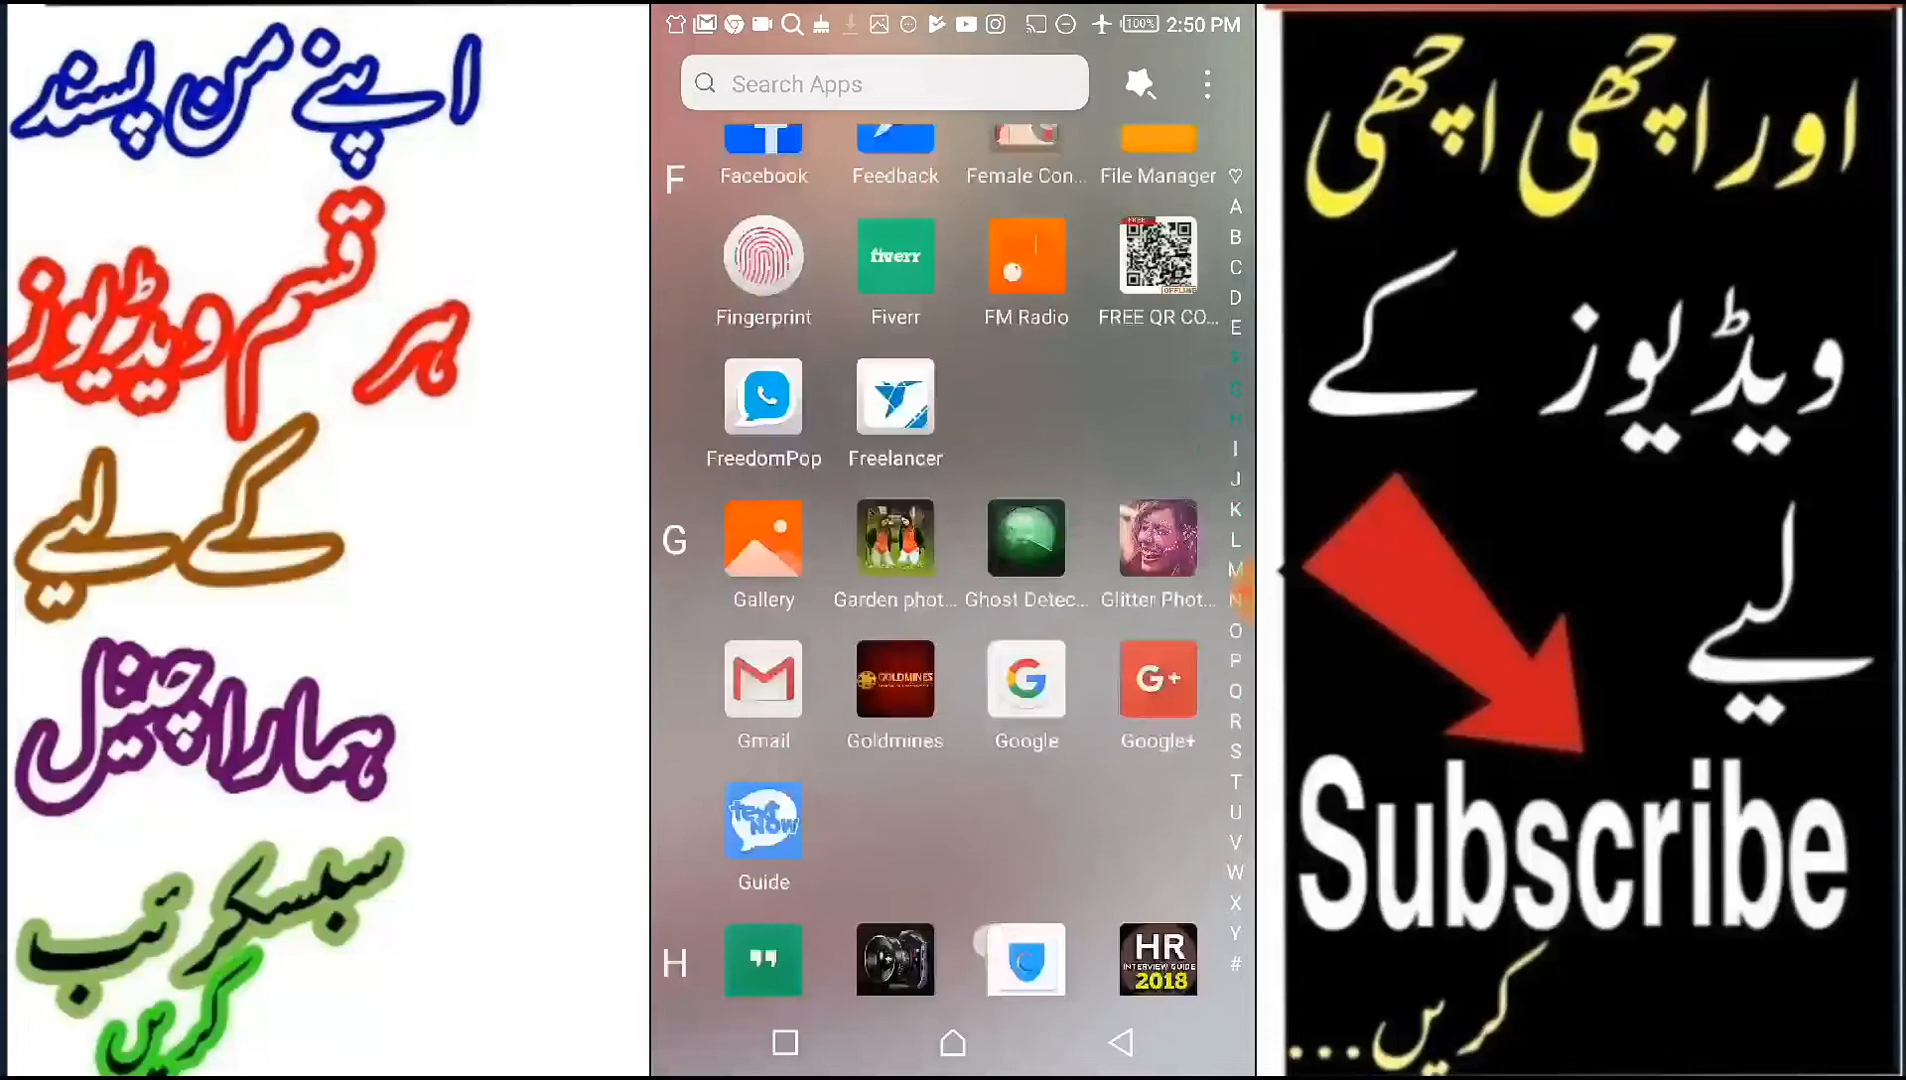 اپنے من پسند
ہر قسم ویڈیوز
کے لیے
ہمارا چینل
سبسکرائب
کریں
100% 2:50 PM
Search Apps
F
Facebook Feedback Female Con... File Manager
fiverr
FREE
OFFLINE
Fingerprint Fiverr FM Radio FREE QR CO...
FreedomPop Freelancer
G
Gallery Garden phot... Ghost Detec... Glitter Phot...
GOLDMINES
G+
Gmail Goldmines Google Google+
text NOW
Guide
H
HR
INTERVIEW GUIDE
2018
A
B
C
D
E
F
G
H
I
J
K
L
M
N
O
P
Q
R
S
T
U
V
W
X
Y
#
اور اچھی اچھی
ویڈیوز کے
لیے
Subscribe
کریں...